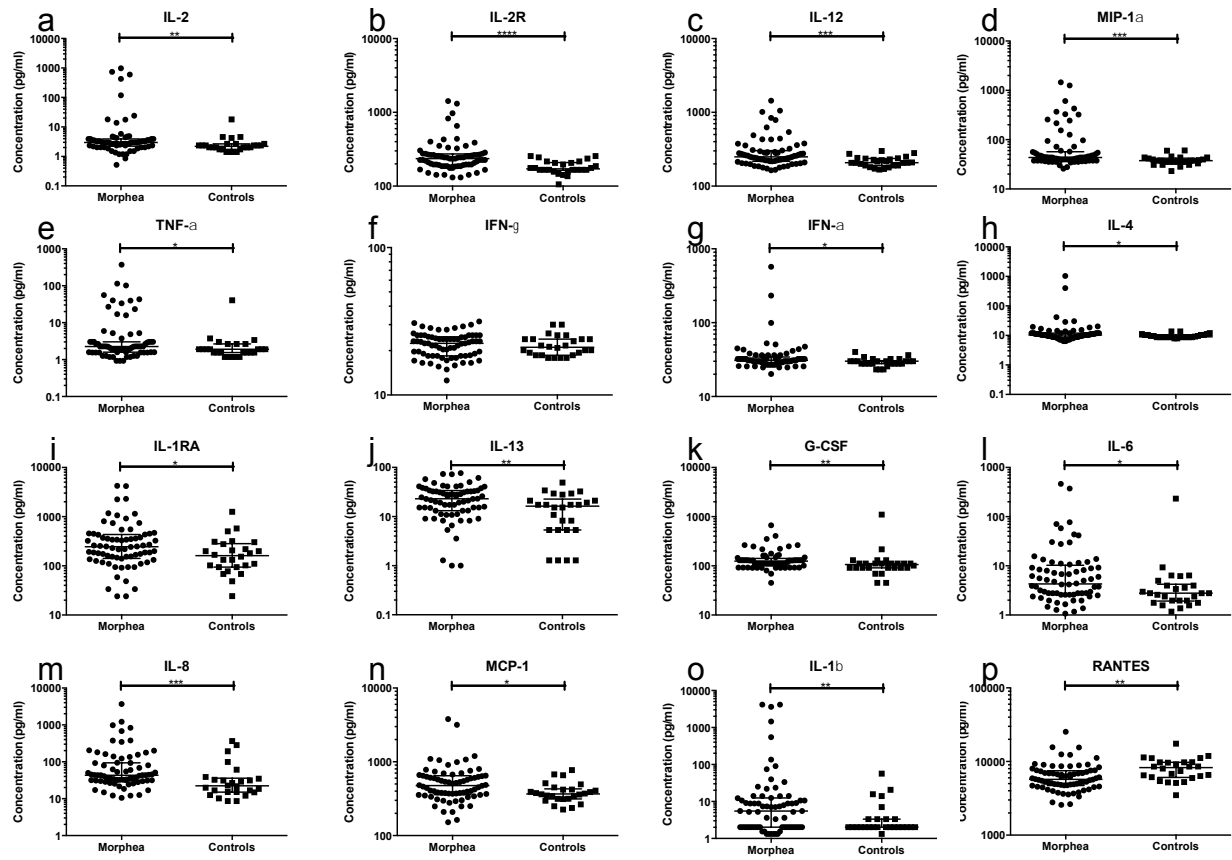 a
IL-2
**
Concentration (pg/ml)
10000
1000
100
10
1
0.1
Morphea Controls
b
IL-2R
****
Concentration (pg/ml)
10000
1000
100
Morphea Controls
c
IL-12
***
Concentration (pg/ml)
10000
1000
100
Morphea Controls
d
MIP-1a
***
Concentration (pg/ml)
10000
1000
100
10
Morphea Controls
e
TNF-a
*
Concentration (pg/ml)
1000
100
10
1
0.1
Morphea Controls
f
IFN-g
Concentration (pg/ml)
100
10
Morphea Controls
g
IFN-a
*
Concentration (pg/ml)
1000
100
10
Morphea Controls
h
IL-4
*
Concentration (pg/ml)
10000
1000
100
10
1
0.1
Morphea Controls
i
IL-1RA
*
Concentration (pg/ml)
10000
1000
100
10
Morphea Controls
j
IL-13
**
Concentration (pg/ml)
100
10
1
0.1
Morphea Controls
k
G-CSF
**
Concentration (pg/ml)
10000
1000
100
10
Morphea Controls
l
IL-6
*
Concentration (pg/ml)
1000
100
10
1
Morphea Controls
m
IL-8
***
Concentration (pg/ml)
10000
1000
100
10
1
Morphea Controls
n
MCP-1
*
Concentration (pg/ml)
10000
1000
100
Morphea Controls
o
IL-1b
**
Concentration (pg/ml)
10000
1000
100
10
1
Morphea Controls
p
RANTES
**
Concentration (pg/ml)
100000
10000
1000
Morphea Controls